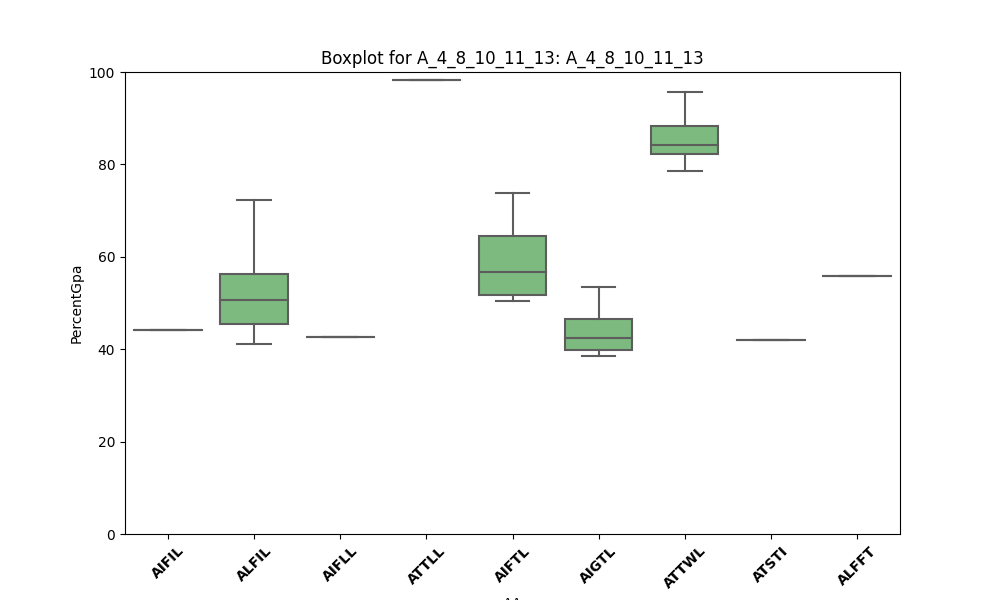 Boxplot for A_4_8_10_11_13: A_4_8_10_11_13
PercentGpa
100
80
60
40
20
0
AIFIL
ALFIL
AIFLL
ATTLL
AIFTL
AIGTL
ATTWL
ATSTI
ALFFT